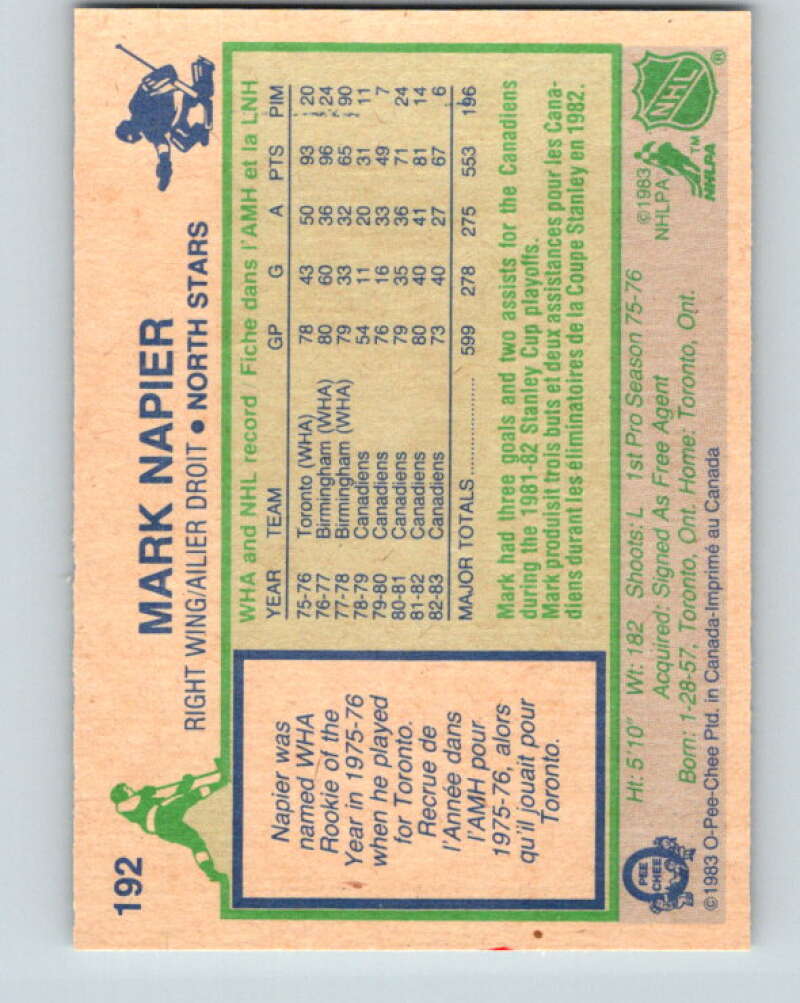 192
MARK NAPIER
RIGHT WING/AILIER DROIT • NORTH STARS
Napier was
named WHA
Rookie of the
Year in 1975-76
when he played
for Toronto.
Recrue de
l'Année dans
l'AMH pour
1975-76, alors
qu'il jouait pour
Toronto.
WHA and NHL record / Fiche dans l'AMH et la LNH
YEAR TEAM GP G A PTS PIM
75-76 Toronto (WHA) 78 43 50 93 20
76-77 Birmingham (WHA) 80 60 36 96 24
77-78 Birmingham (WHA) 79 33 32 65 90
78-79 Canadiens 54 11 20 31 11
79-80 Canadiens 76 16 33 49 7
80-81 Canadiens 79 35 36 71 24
81-82 Canadiens 80 40 41 81 14
82-83 Canadiens 73 40 27 67 6
MAJOR TOTALS .................... 599 278 275 553 196
Mark had three goals and two assists for the Canadiens
during the 1981-82 Stanley Cup playoffs.
Mark produisit trois buts et deux assistances pour les Cana-
diens durant les éliminatoires de la Coupe Stanley en 1982.
Ht: 5'10" Wt: 182 Shoots: L 1st Pro Season 75-76
Acquired: Signed As Free Agent
Born: 1-28-57, Toronto, Ont. Home: Toronto, Ont.
©1983 O-Pee-Chee Ptd. in Canada-Imprimé au Canada
O
PEE
CHEE
©1983
NHLPA
TM
NHLPA
NHL
®